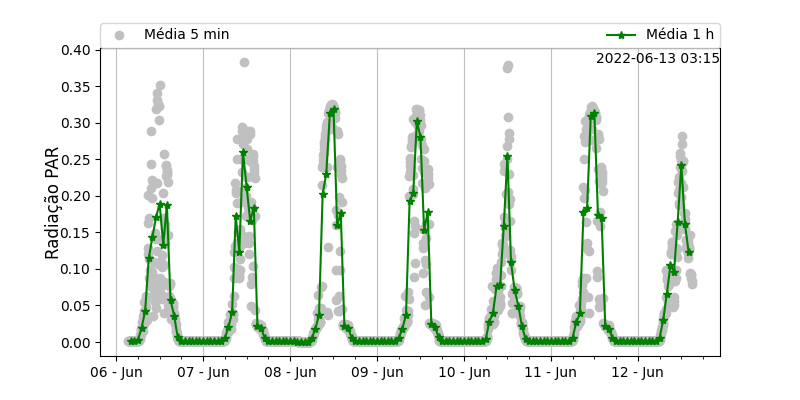 Média 5 min
Média 1 h
2022-06-13 03:15
Radiação PAR
0.40
0.35
0.30
0.25
0.20
0.15
0.10
0.05
0.00
06 - Jun
07 - Jun
08 - Jun
09 - Jun
10 - Jun
11 - Jun
12 - Jun